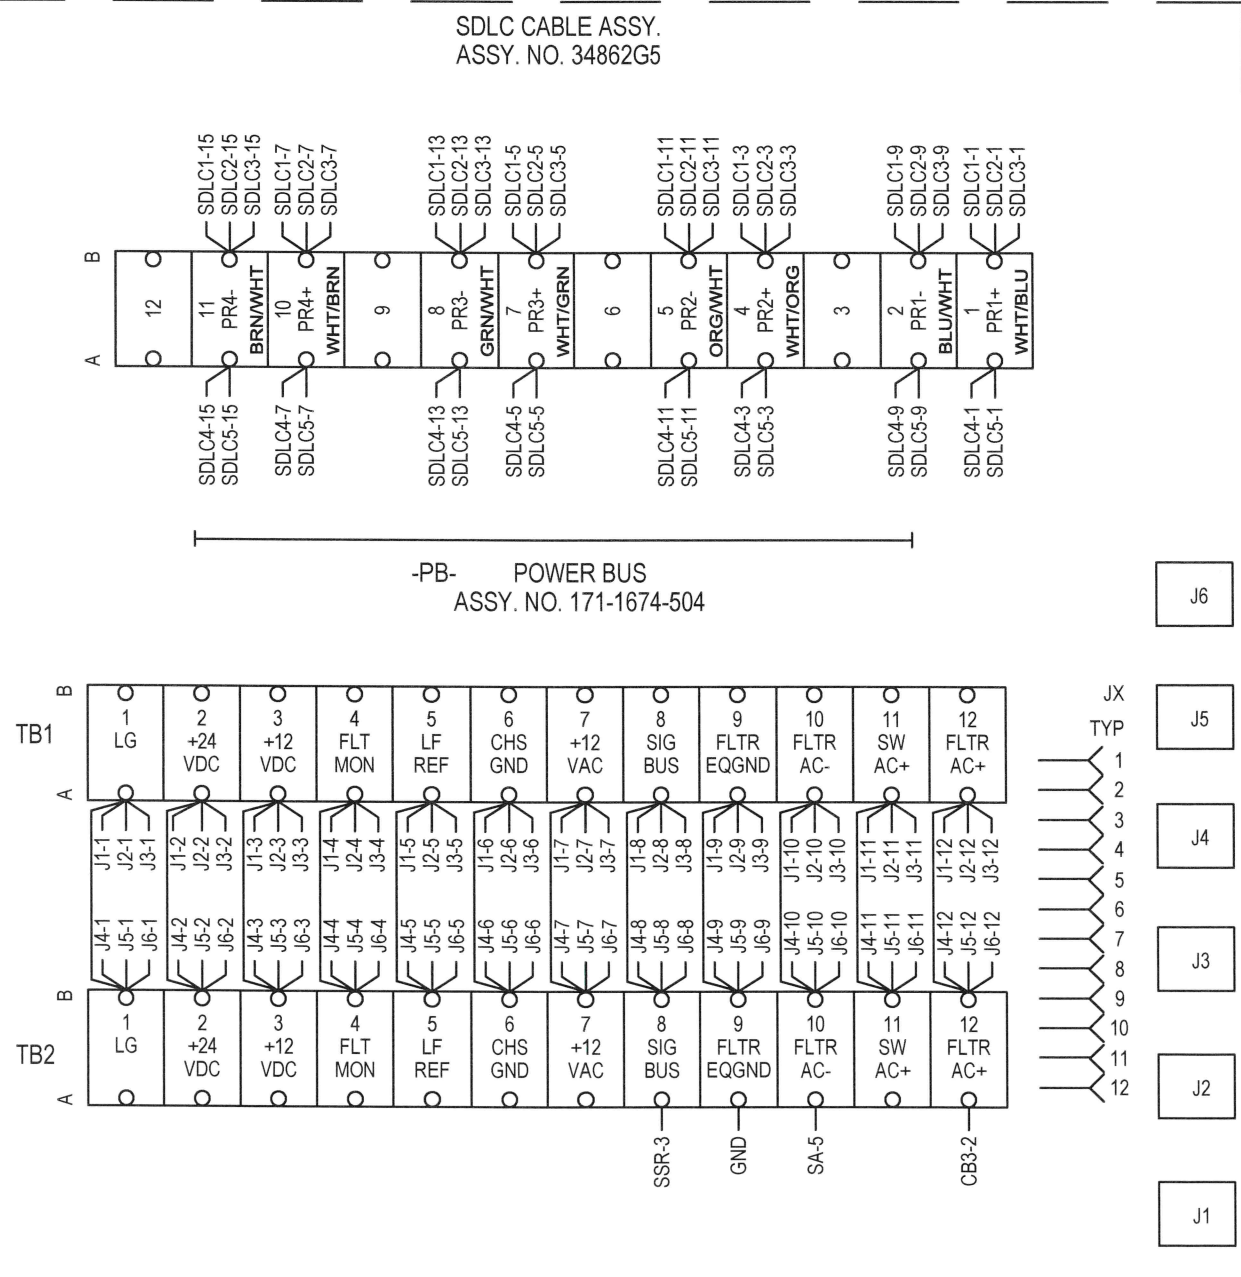 SDLC CABLE ASSY.
ASSY. NO. 34862G5
SDLC1-15
SDLC2-15
SDLC3-15
SDLC1-7
SDLC2-7
SDLC3-7
SDLC1-13
SDLC2-13
SDLC3-13
SDLC1-5
SDLC2-5
SDLC3-5
SDLC1-11
SDLC2-11
SDLC3-11
SDLC1-3
SDLC2-3
SDLC3-3
SDLC1-9
SDLC2-9
SDLC3-9
SDLC1-1
SDLC2-1
SDLC3-1
B
A
12
11
PR4-
BRN/WHT
10
PR4+
WHT/BRN
9
8
PR3-
GRN/WHT
7
PR3+
WHT/GRN
6
5
PR2-
ORG/WHT
4
PR2+
WHT/ORG
3
2
PR1-
BLU/WHT
1
PR1+
WHT/BLU
SDLC4-15
SDLC5-15
SDLC4-7
SDLC5-7
SDLC4-13
SDLC5-13
SDLC4-5
SDLC5-5
SDLC4-11
SDLC5-11
SDLC4-3
SDLC5-3
SDLC4-9
SDLC5-9
SDLC4-1
SDLC5-1
-PB- POWER BUS
ASSY. NO. 171-1674-504
TB1
B
A
1
LG
2
+24
VDC
3
+12
VDC
4
FLT
MON
5
LF
REF
6
CHS
GND
7
+12
VAC
8
SIG
BUS
9
FLTR
EQGND
10
FLTR
AC-
11
SW
AC+
12
FLTR
AC+
J1-1
J2-1
J3-1
J1-2
J2-2
J3-2
J1-3
J2-3
J3-3
J1-4
J2-4
J3-4
J1-5
J2-5
J3-5
J1-6
J2-6
J3-6
J1-7
J2-7
J3-7
J1-8
J2-8
J3-8
J1-9
J2-9
J3-9
J1-10
J2-10
J3-10
J1-11
J2-11
J3-11
J1-12
J2-12
J3-12
J4-1
J5-1
J6-1
J4-2
J5-2
J6-2
J4-3
J5-3
J6-3
J4-4
J5-4
J6-4
J4-5
J5-5
J6-5
J4-6
J5-6
J6-6
J4-7
J5-7
J6-7
J4-8
J5-8
J6-8
J4-9
J5-9
J6-9
J4-10
J5-10
J6-10
J4-11
J5-11
J6-11
J4-12
J5-12
J6-12
TB2
B
A
1
LG
2
+24
VDC
3
+12
VDC
4
FLT
MON
5
LF
REF
6
CHS
GND
7
+12
VAC
8
SIG
BUS
9
FLTR
EQGND
10
FLTR
AC-
11
SW
AC+
12
FLTR
AC+
SSR-3
GND
SA-5
CB3-2
JX
TYP
1
2
3
4
5
6
7
8
9
10
11
12
J6
J5
J4
J3
J2
J1